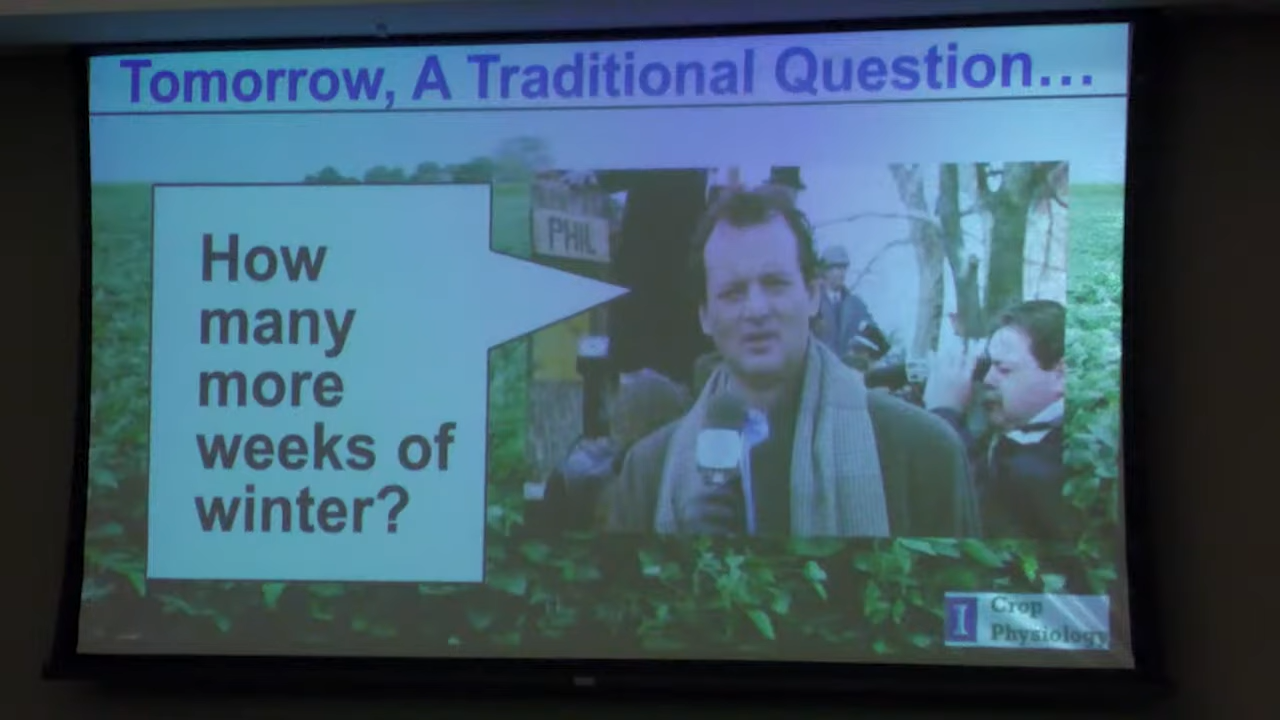 Tomorrow, A Traditional Question...
PHIL
How
many
more
weeks of
winter?
I
Crop
Physiology